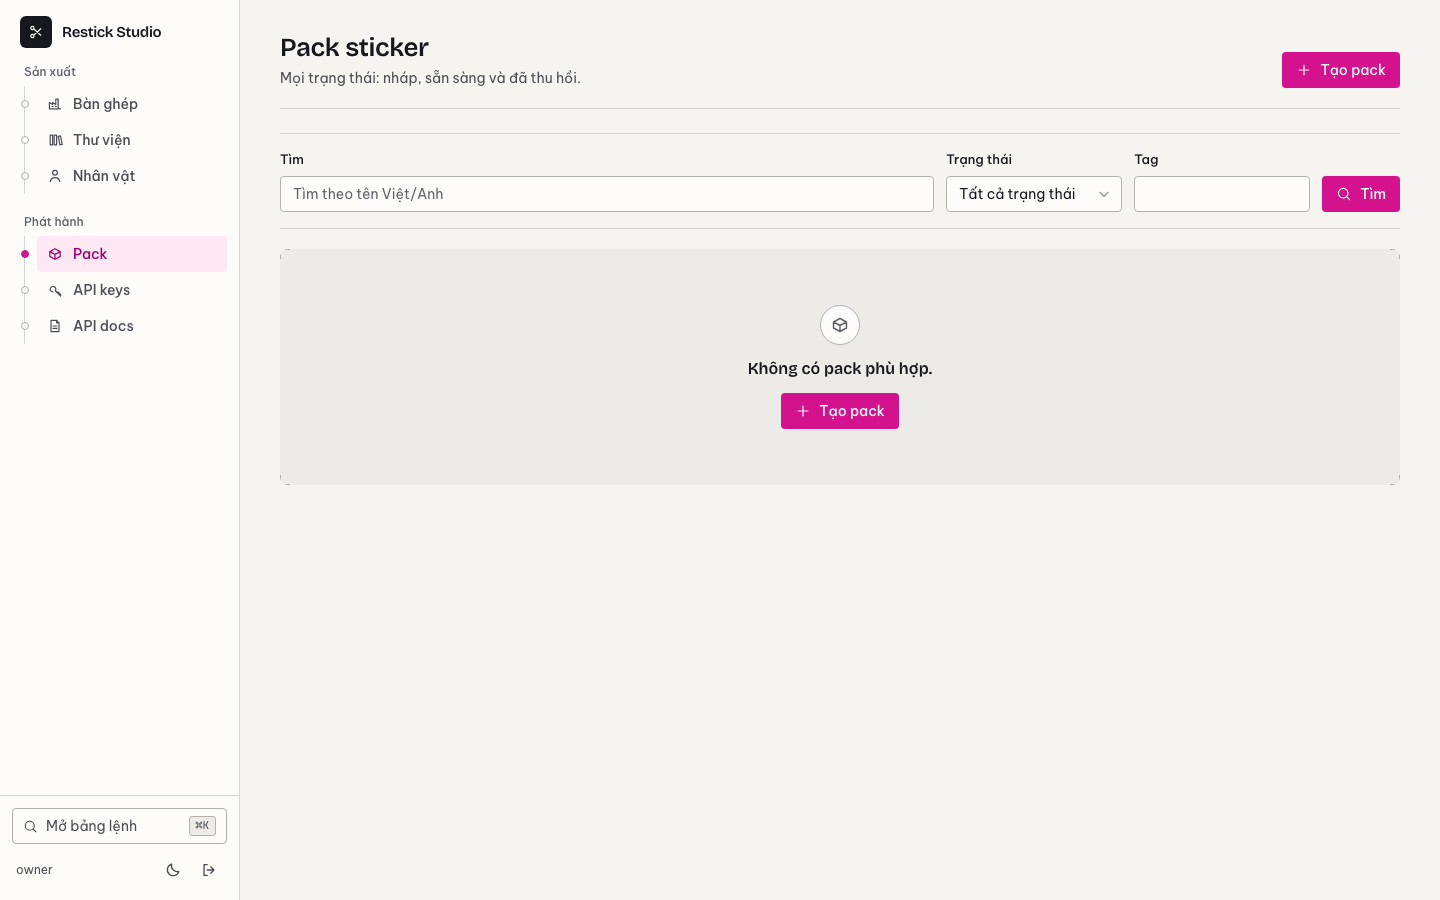 Restick Studio
Sản xuất
Bàn ghép
Thư viện
Nhân vật
Phát hành
Pack
API keys
API docs
Mở bảng lệnh ⌘K
owner
Pack sticker
Mọi trạng thái: nháp, sẵn sàng và đã thu hồi.
Tạo pack
Tìm Trạng thái Tag
Tìm theo tên Việt/Anh Tất cả trạng thái Tìm
Không có pack phù hợp.
Tạo pack